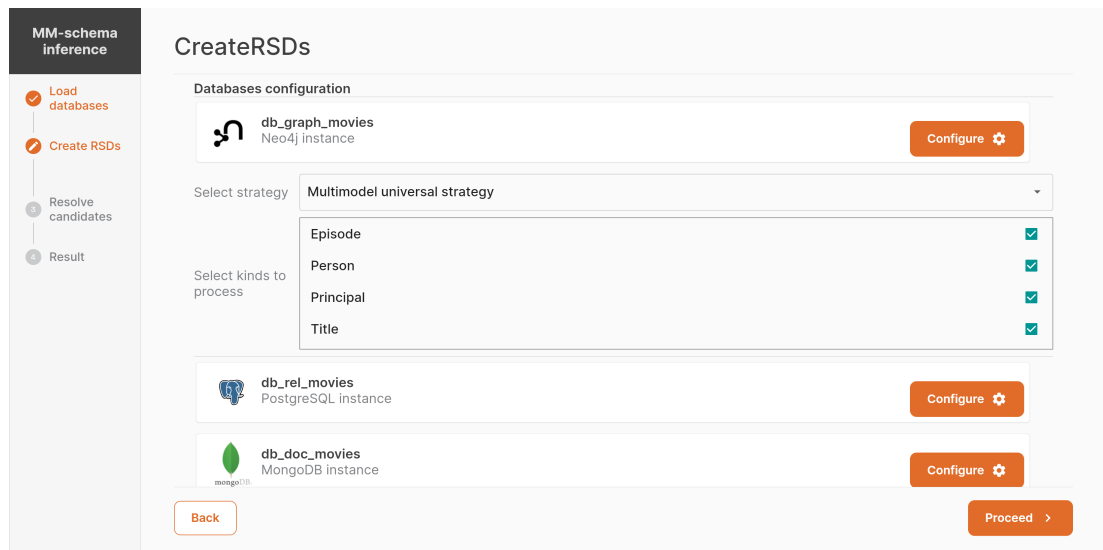 MM-schema
inference
Load
databases
Create RSDs
3
Resolve
candidates
4
Result
CreateRSDs
Databases configuration
db_graph_movies
Neo4j instance
Configure
Select strategy
Multimodel universal strategy
Select kinds to
process
Episode
Person
Principal
Title
db_rel_movies
PostgreSQL instance
Configure
mongoDB
db_doc_movies
MongoDB instance
Configure
Back
Proceed